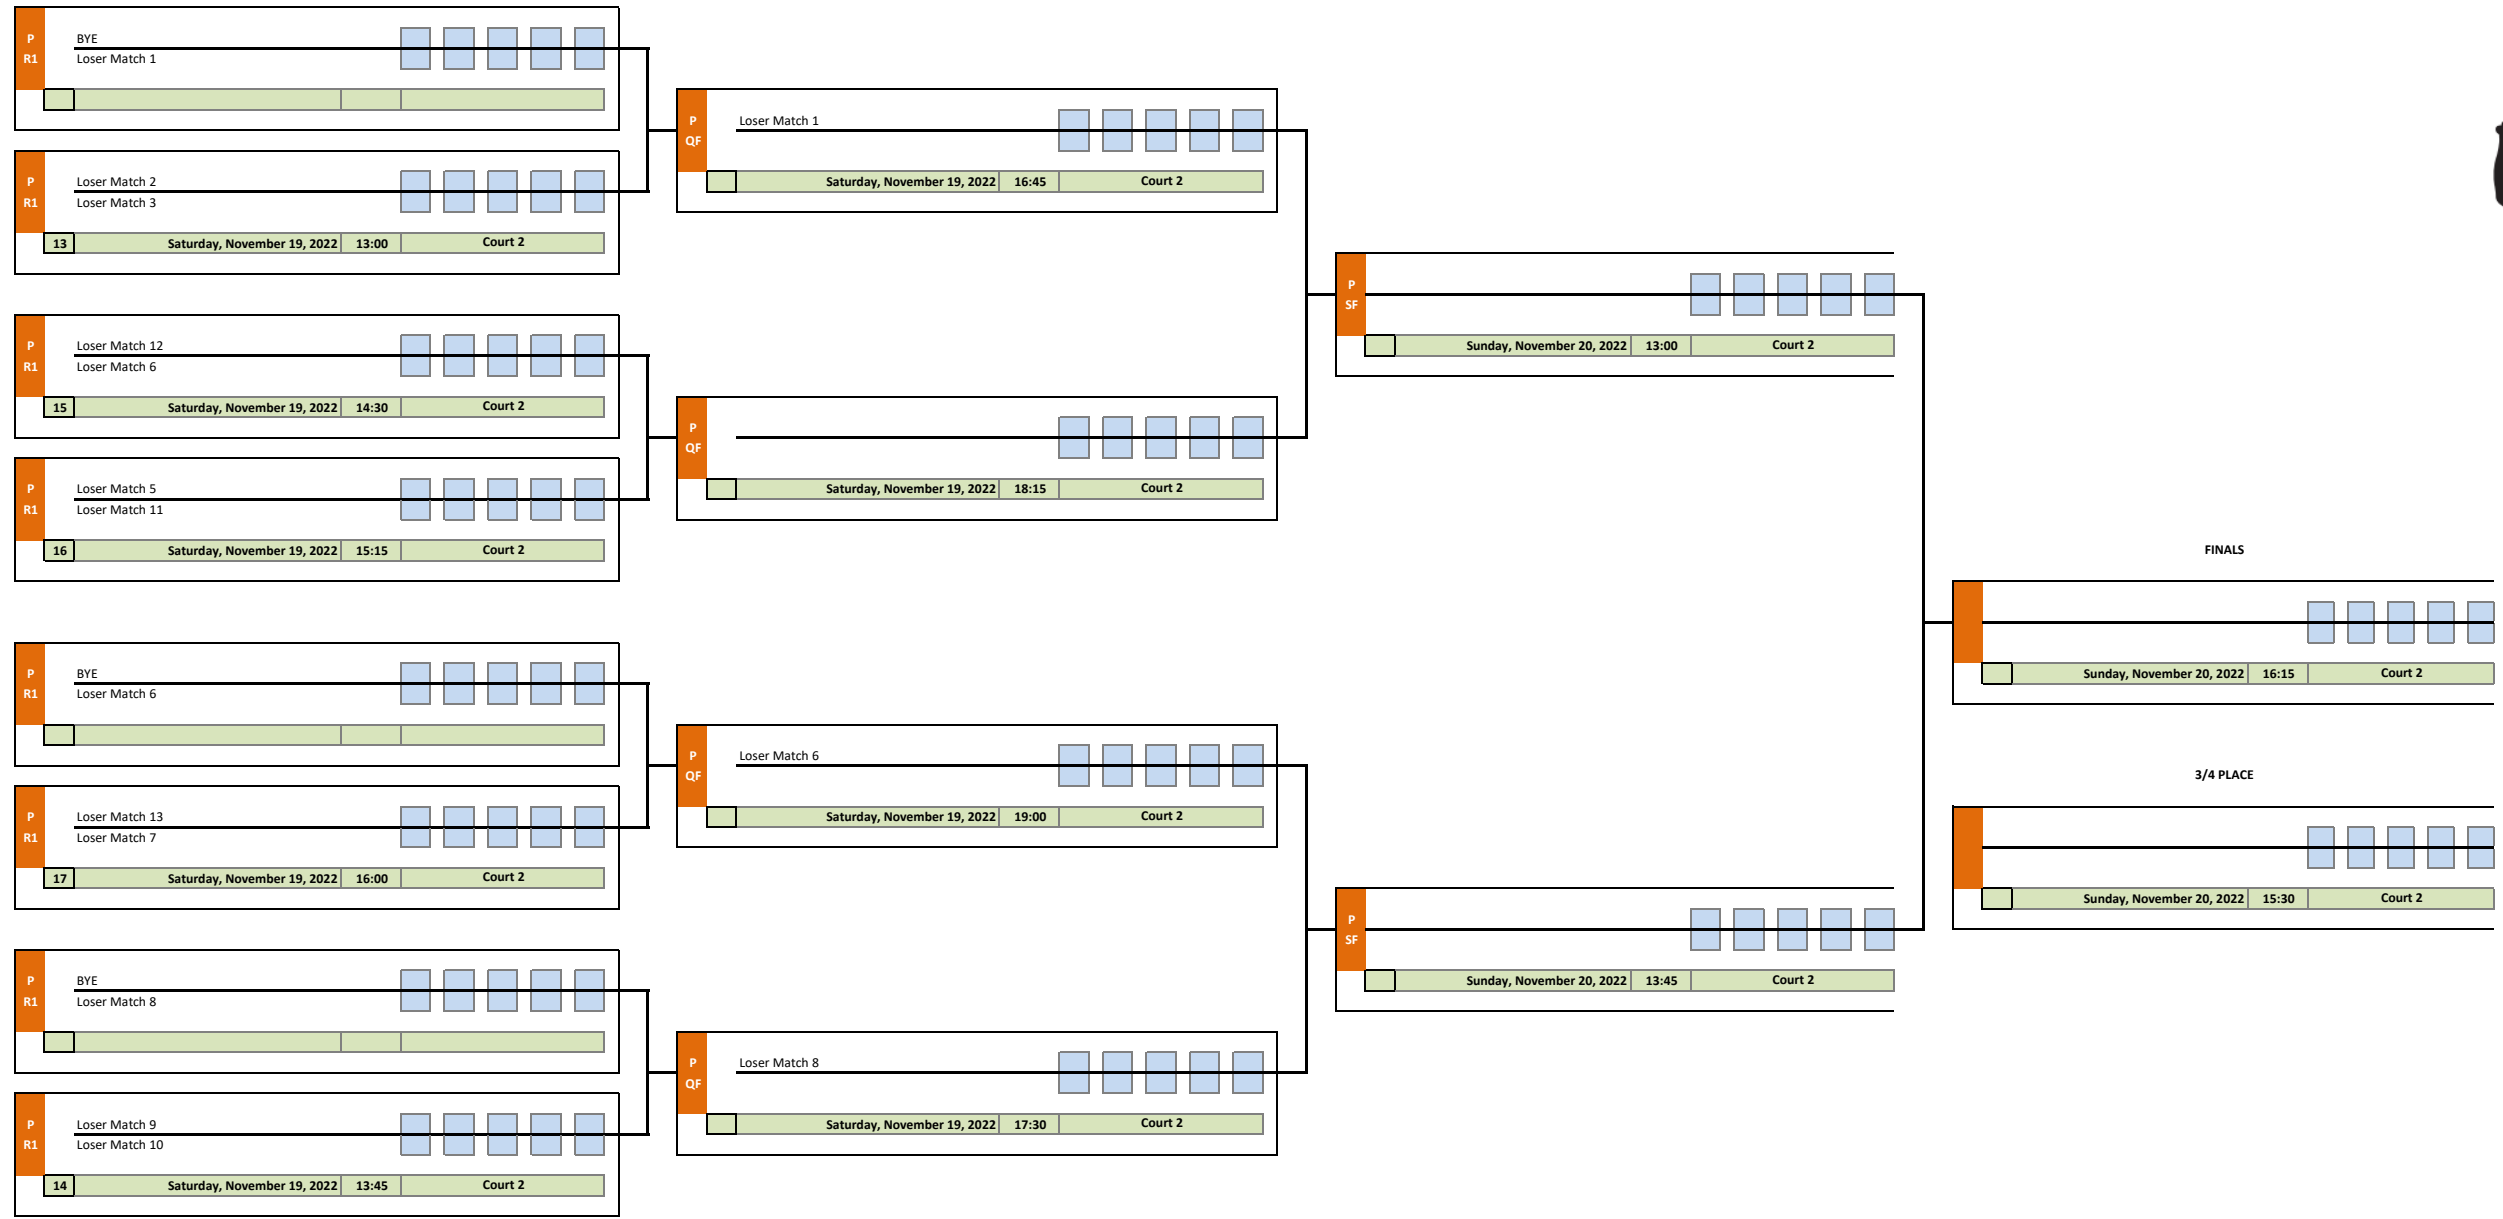 P
R1
BYE
Loser Match 1
P
R1
Loser Match 2
Loser Match 3
13 Saturday, November 19, 2022 13:00 Court 2
P
R1
Loser Match 12
Loser Match 6
15 Saturday, November 19, 2022 14:30 Court 2
P
R1
Loser Match 5
Loser Match 11
16 Saturday, November 19, 2022 15:15 Court 2
P
R1
BYE
Loser Match 6
P
R1
Loser Match 13
Loser Match 7
17 Saturday, November 19, 2022 16:00 Court 2
P
R1
BYE
Loser Match 8
P
R1
Loser Match 9
Loser Match 10
14 Saturday, November 19, 2022 13:45 Court 2
P
QF
Loser Match 1
Saturday, November 19, 2022 16:45 Court 2
P
QF
Saturday, November 19, 2022 18:15 Court 2
P
QF
Loser Match 6
Saturday, November 19, 2022 19:00 Court 2
P
QF
Loser Match 8
Saturday, November 19, 2022 17:30 Court 2
P
SF
Sunday, November 20, 2022 13:00 Court 2
P
SF
Sunday, November 20, 2022 13:45 Court 2
FINALS
Sunday, November 20, 2022 16:15 Court 2
3/4 PLACE
Sunday, November 20, 2022 15:30 Court 2